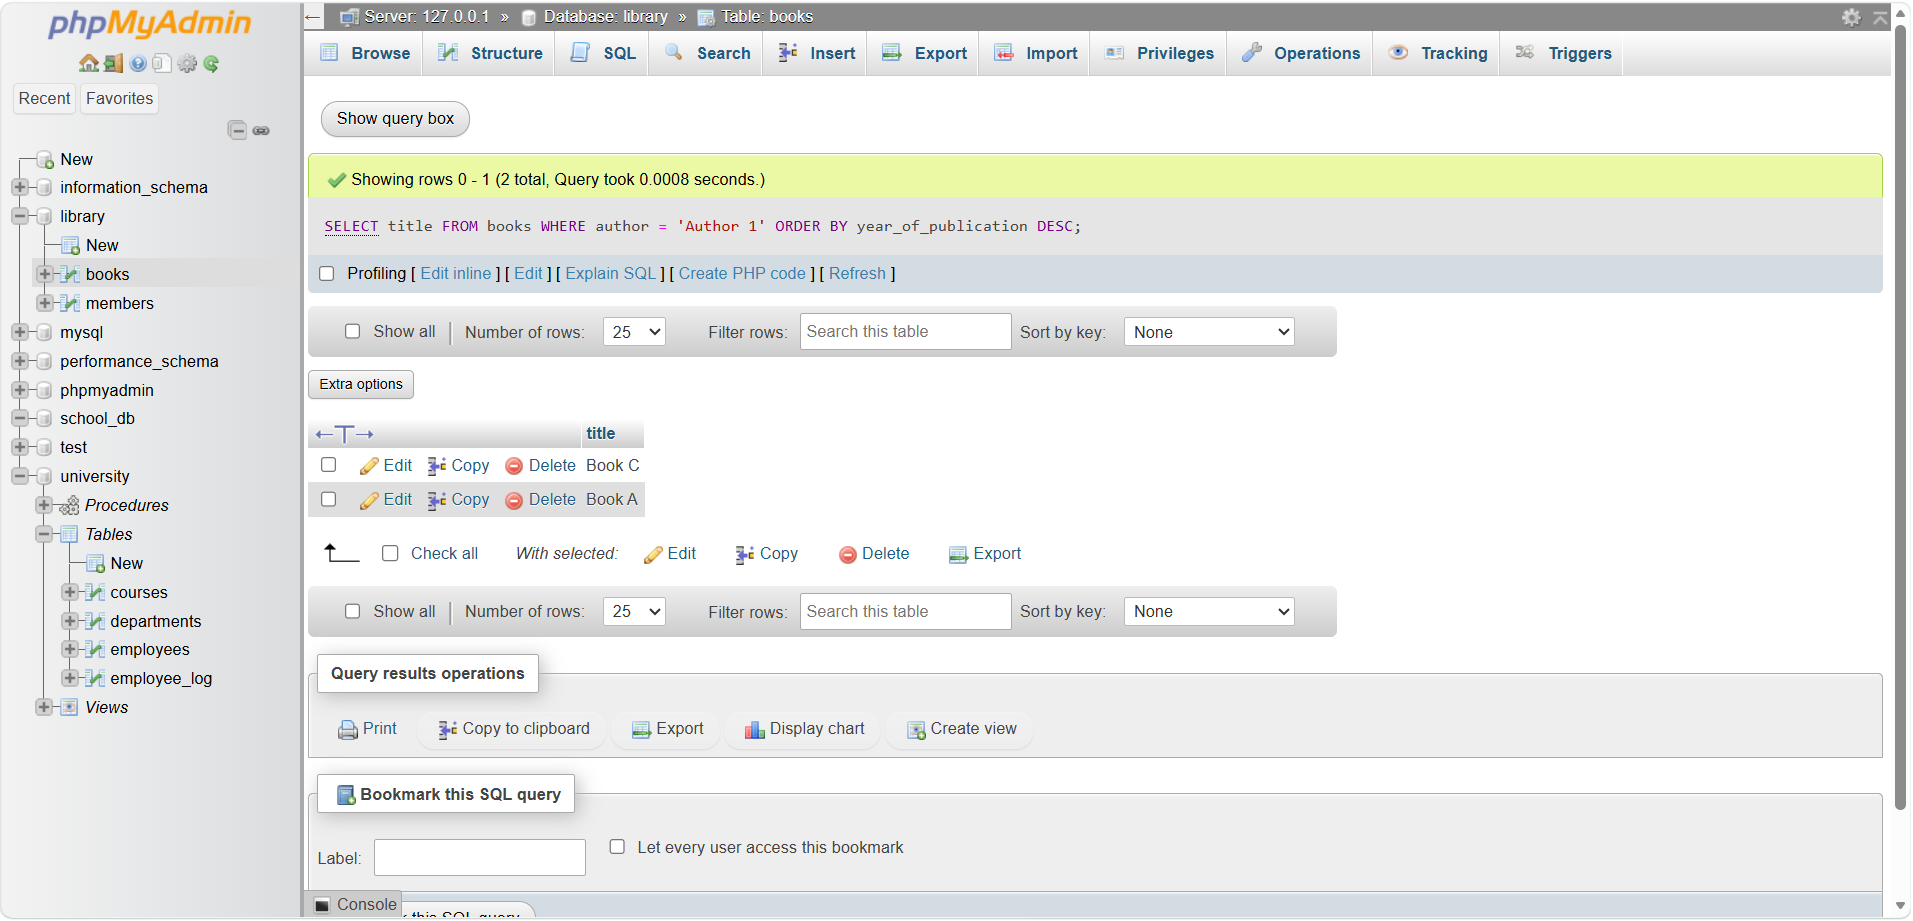 phpMyAdmin
Recent Favorites
New
information_schema
library
New
books
members
mysql
performance_schema
phpmyadmin
school_db
test
university
Procedures
Tables
New
courses
departments
employees
employee_log
Views
Server: 127.0.0.1 » Database: library » Table: books
Browse Structure SQL Search Insert Export Import Privileges Operations Tracking Triggers
Show query box
Showing rows 0 - 1 (2 total, Query took 0.0008 seconds.)
SELECT title FROM books WHERE author = 'Author 1' ORDER BY year_of_publication DESC;
Profiling [ Edit inline ] [ Edit ] [ Explain SQL ] [ Create PHP code ] [ Refresh ]
Show all | Number of rows: 25 Filter rows: Search this table Sort by key: None
Extra options
←T→ title
Edit Copy Delete Book C
Edit Copy Delete Book A
Check all With selected: Edit Copy Delete Export
Show all | Number of rows: 25 Filter rows: Search this table Sort by key: None
Query results operations
Print Copy to clipboard Export Display chart Create view
Bookmark this SQL query
Label: Let every user access this bookmark
Console this SQL query